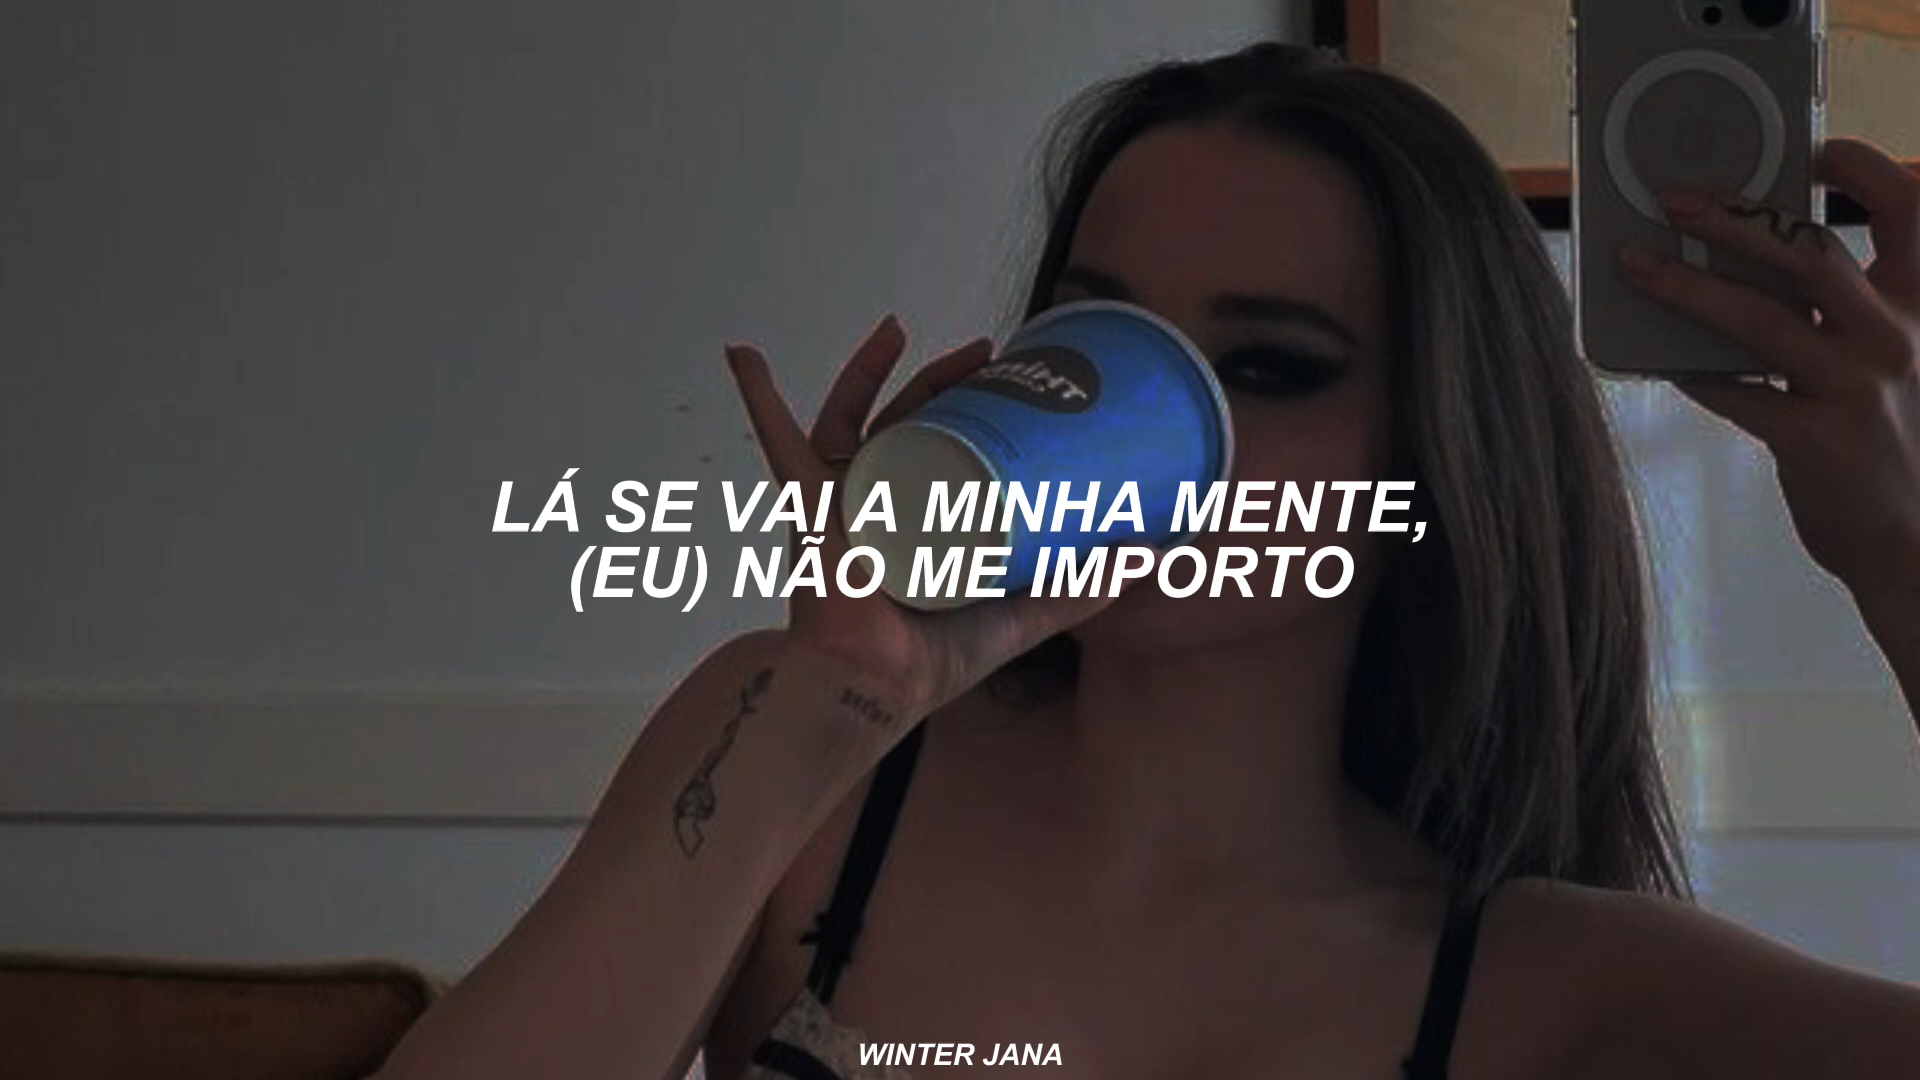 LÁ SE VAI A MINHA MENTE,
(EU) NÃO ME IMPORTO
WINTER JANA